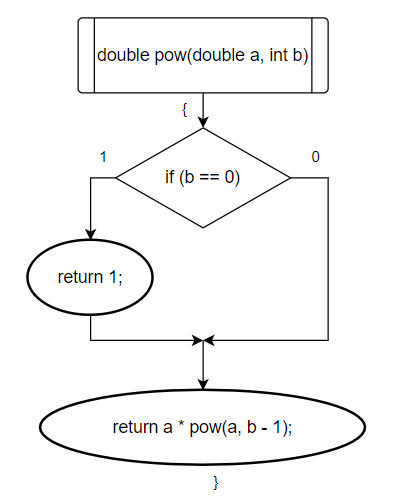 double pow(double a, int b)
{
1
0
if (b == 0)
return 1;
return a * pow(a, b - 1);
}